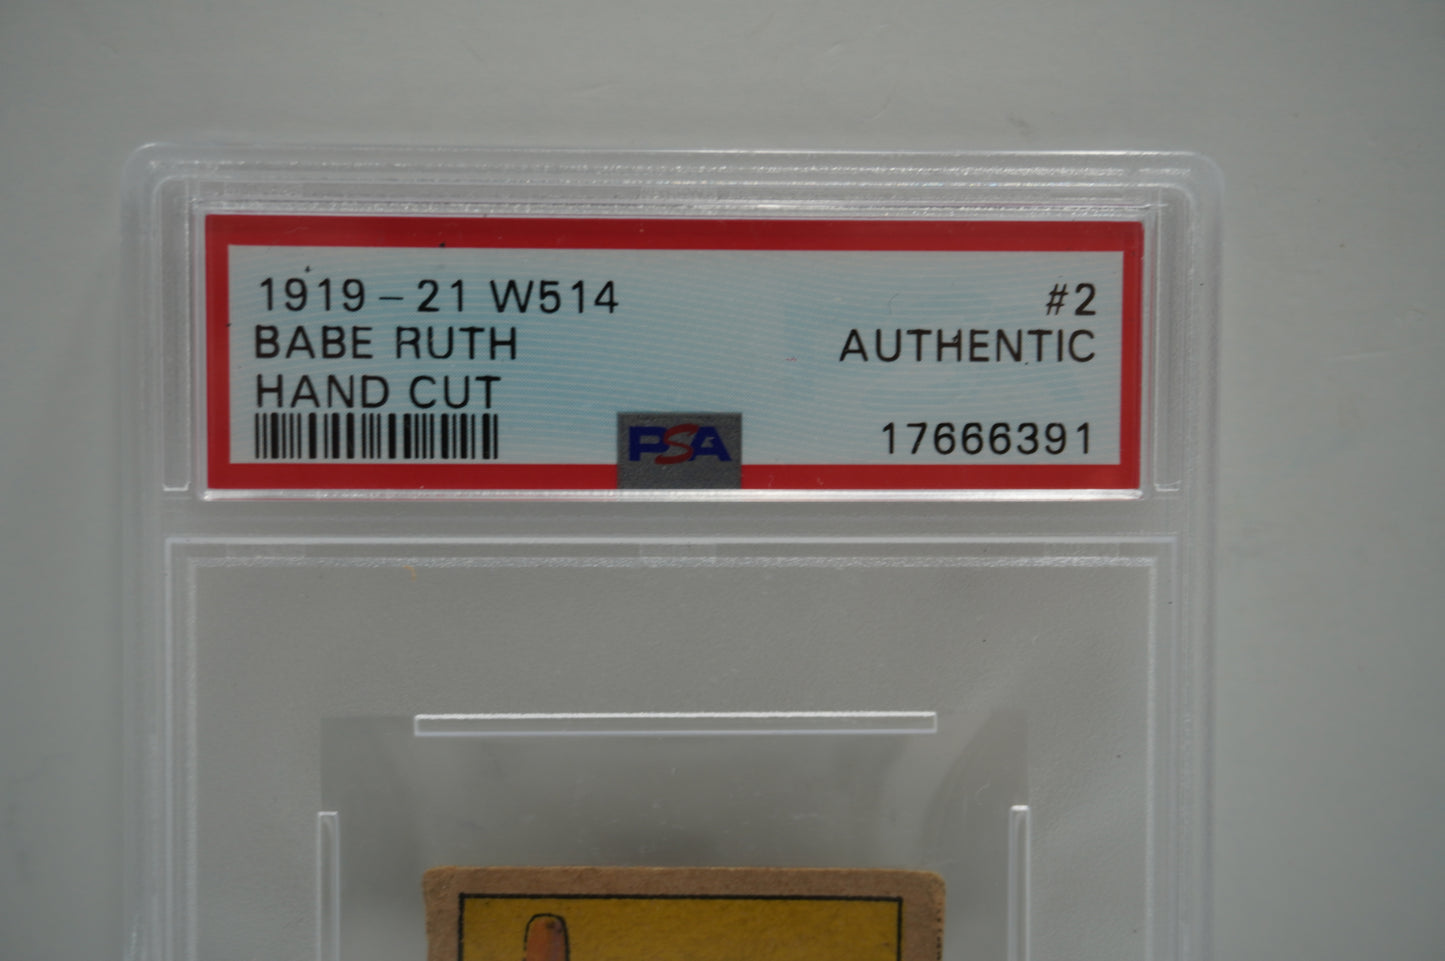 1919-21 W514 #2
BABE RUTH AUTHENTIC
HAND CUT
PSA 17666391